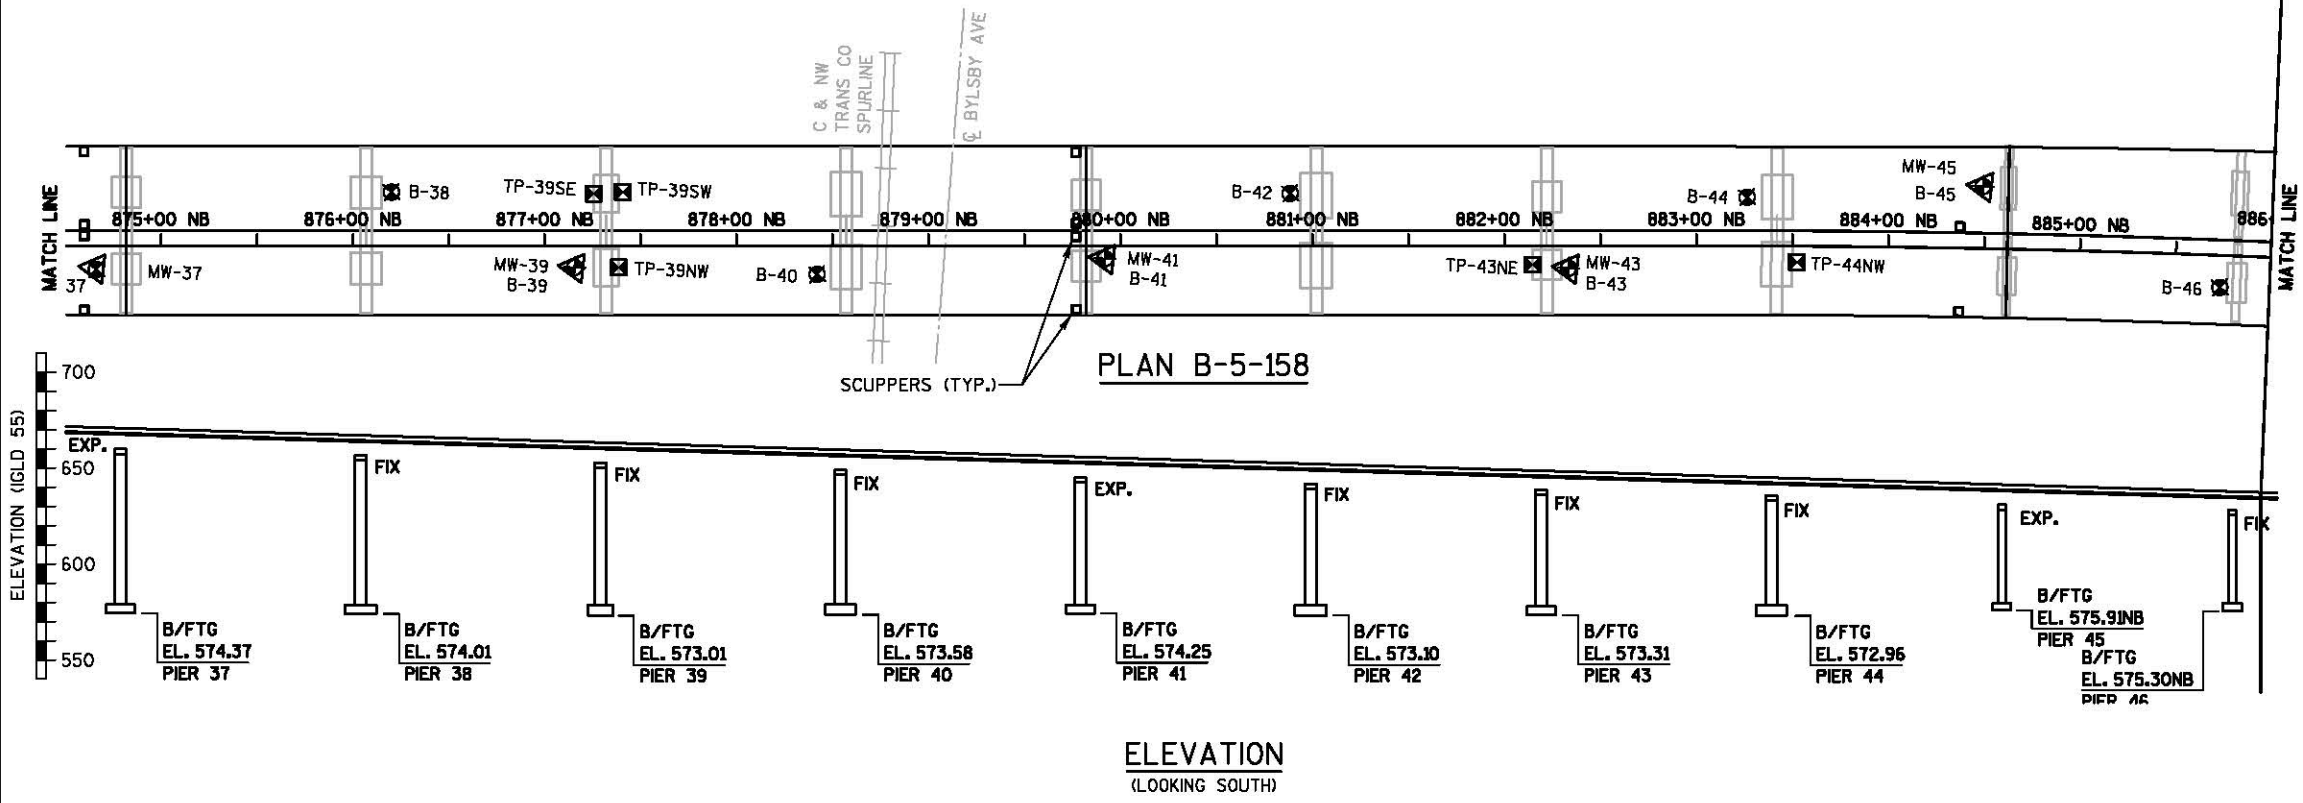 C & NW
TRANS CO
SPURLINE
℄ BYLSBY AVE
MATCH LINE
MW-45
B-45
B-38
TP-39SE
TP-39SW
B-42
B-44
875+00 NB
876+00 NB
877+00 NB
878+00 NB
879+00 NB
880+00 NB
881+00 NB
882+00 NB
883+00 NB
884+00 NB
885+00 NB
886+
MATCH LINE
37
MW-37
MW-39
B-39
TP-39NW
B-40
MW-41
B-41
TP-43NE
MW-43
B-43
TP-44NW
B-46
SCUPPERS (TYP.)
PLAN B-5-158
ELEVATION (IGLD 55)
700
650
600
550
EXP.
FIX
FIX
FIX
EXP.
FIX
FIX
FIX
EXP.
FIX
B/FTG
EL. 574.37
PIER 37
B/FTG
EL. 574.01
PIER 38
B/FTG
EL. 573.01
PIER 39
B/FTG
EL. 573.58
PIER 40
B/FTG
EL. 574.25
PIER 41
B/FTG
EL. 573.10
PIER 42
B/FTG
EL. 573.31
PIER 43
B/FTG
EL. 572.96
PIER 44
B/FTG
EL. 575.91NB
PIER 45
B/FTG
EL. 575.30NB
PIER 46
ELEVATION
(LOOKING SOUTH)